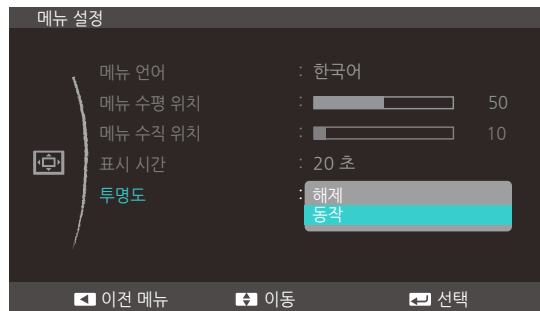 메뉴 설정
메뉴 언어 : 한국어
메뉴 수평 위치 : 50
메뉴 수직 위치 : 10
표시 시간 : 20 초
투명도 : 해제
동작
이전 메뉴 이동 선택